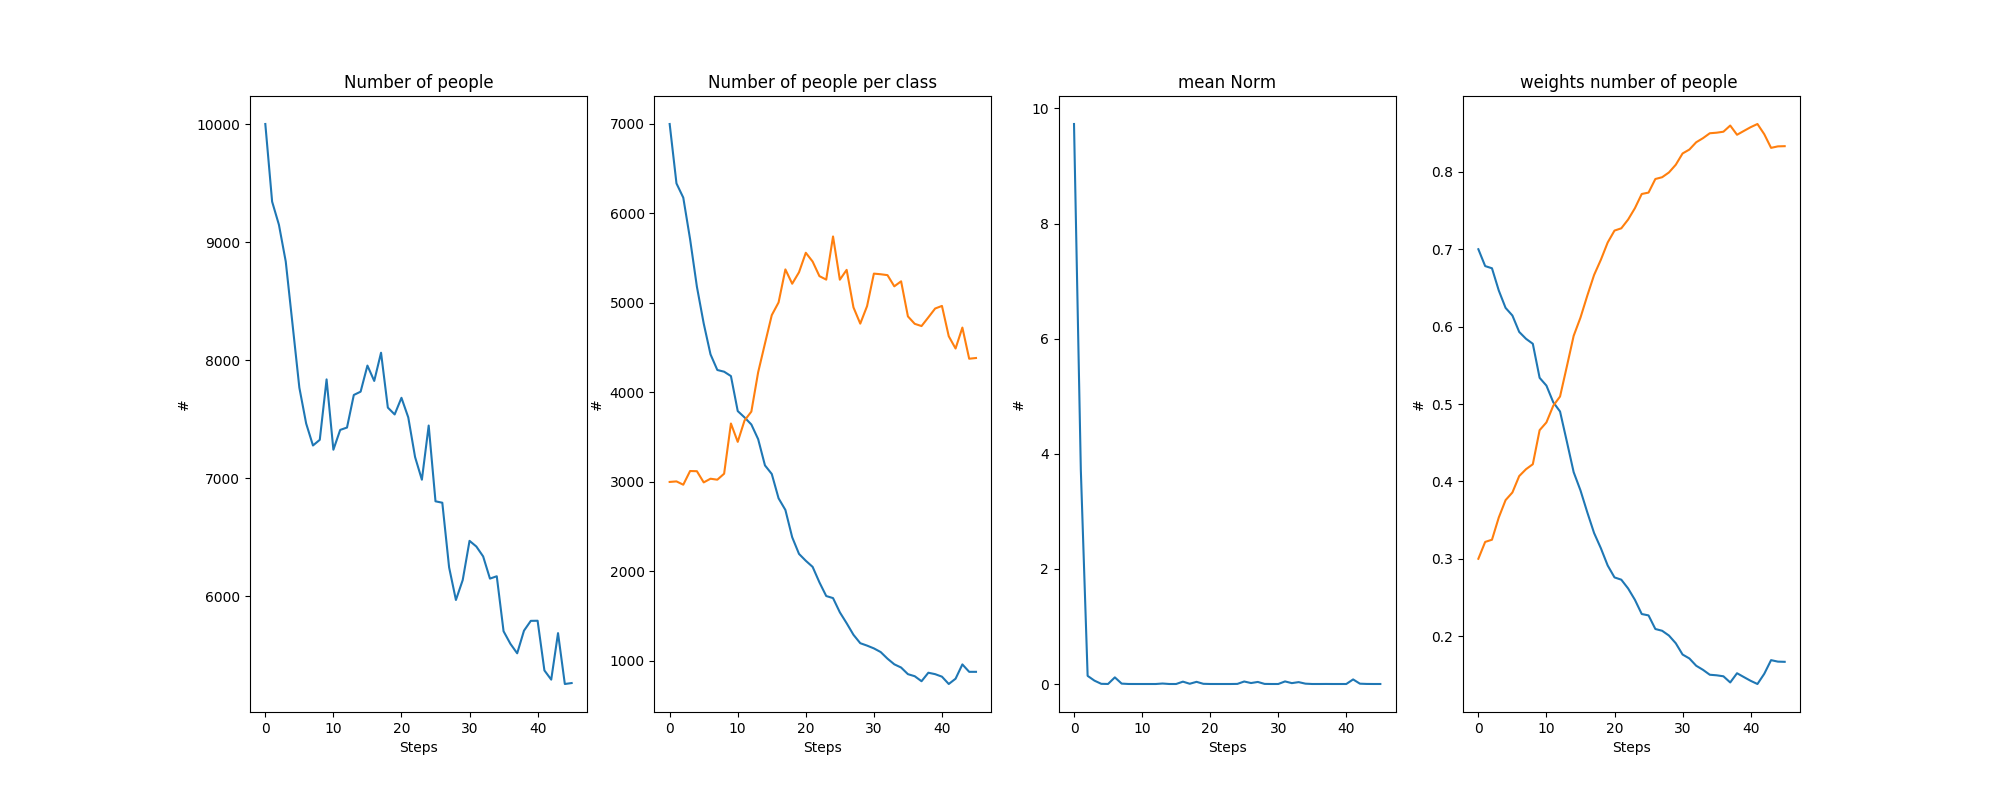 Number of people
10000
9000
8000
7000
6000
#
0 10 20 30 40
Steps
Number of people per class
7000
6000
5000
4000
3000
2000
1000
#
0 10 20 30 40
Steps
mean Norm
10
8
6
4
2
0
#
0 10 20 30 40
Steps
weights number of people
0.8
0.7
0.6
0.5
0.4
0.3
0.2
#
0 10 20 30 40
Steps